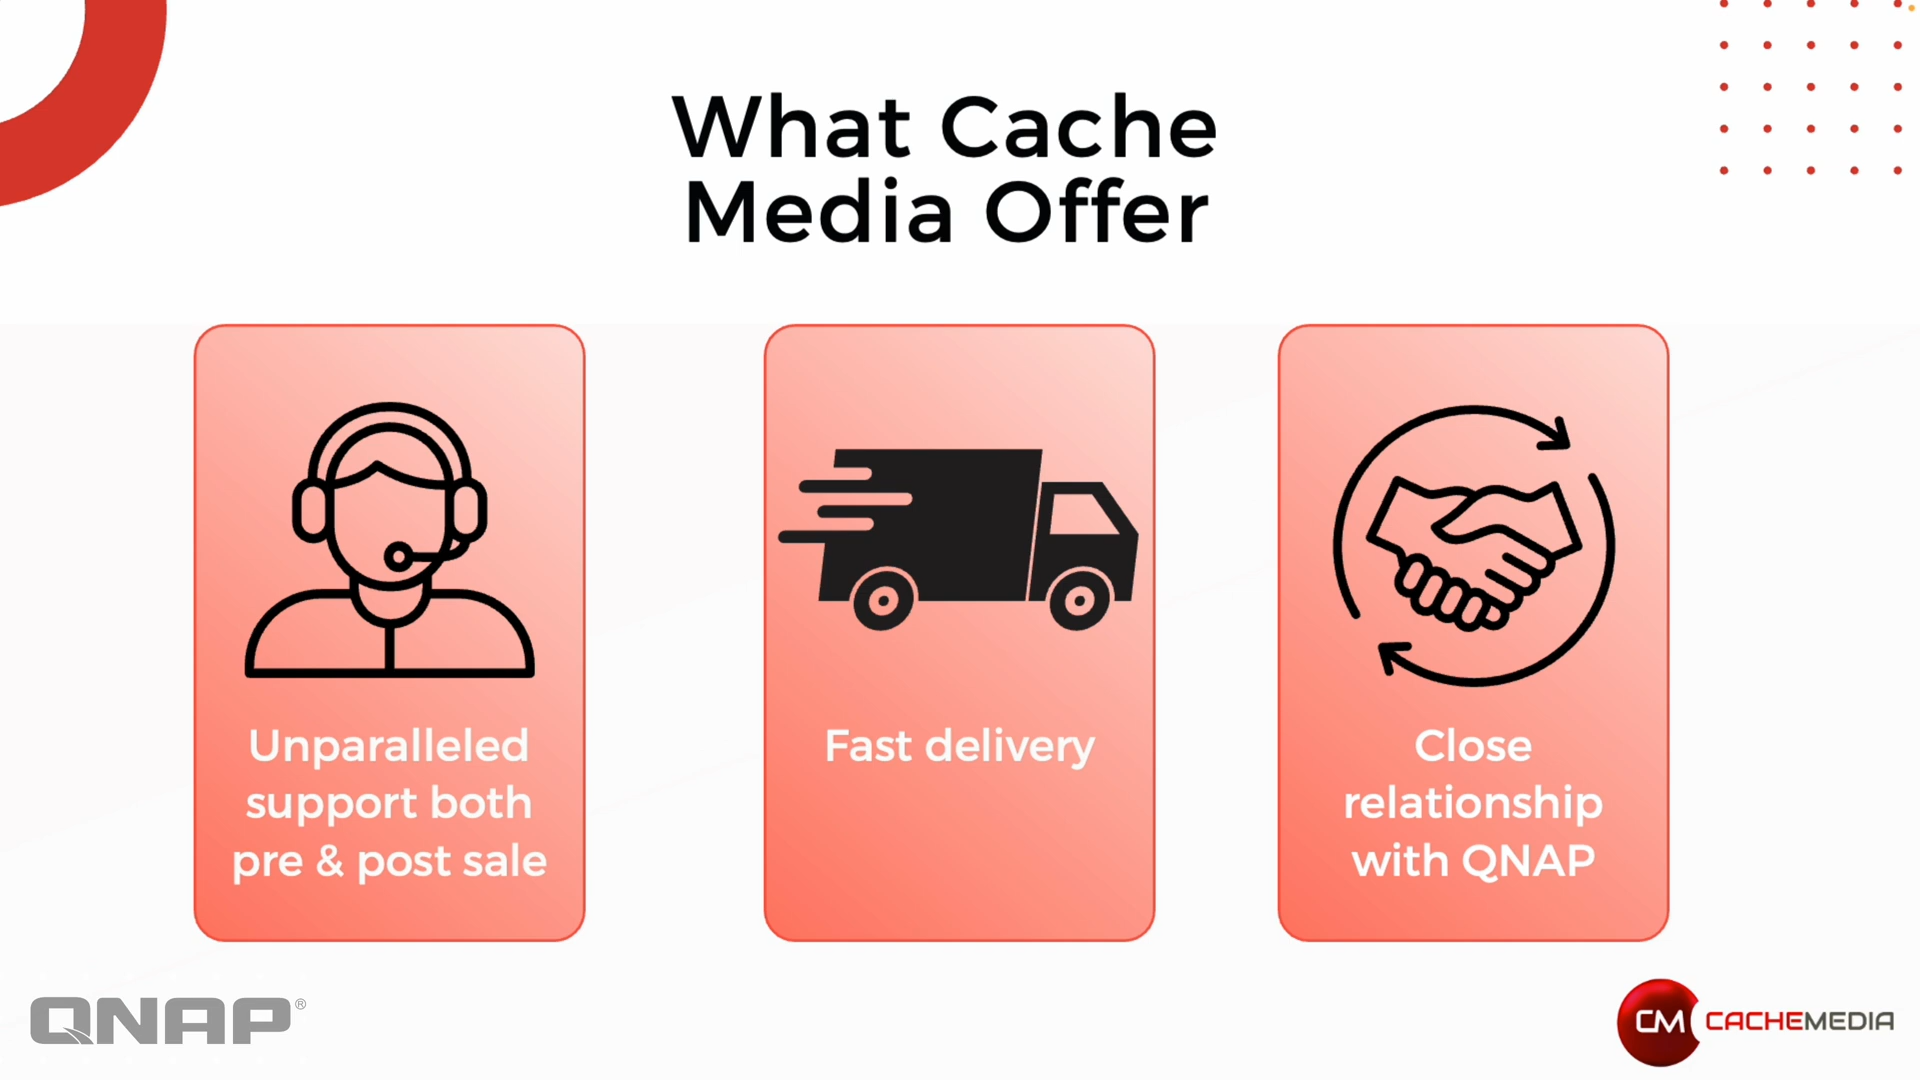 What Cache
Media Offer
Unparalleled
support both
pre & post sale
Fast delivery
Close
relationship
with QNAP
QNAP®
CM CACHEMEDIA